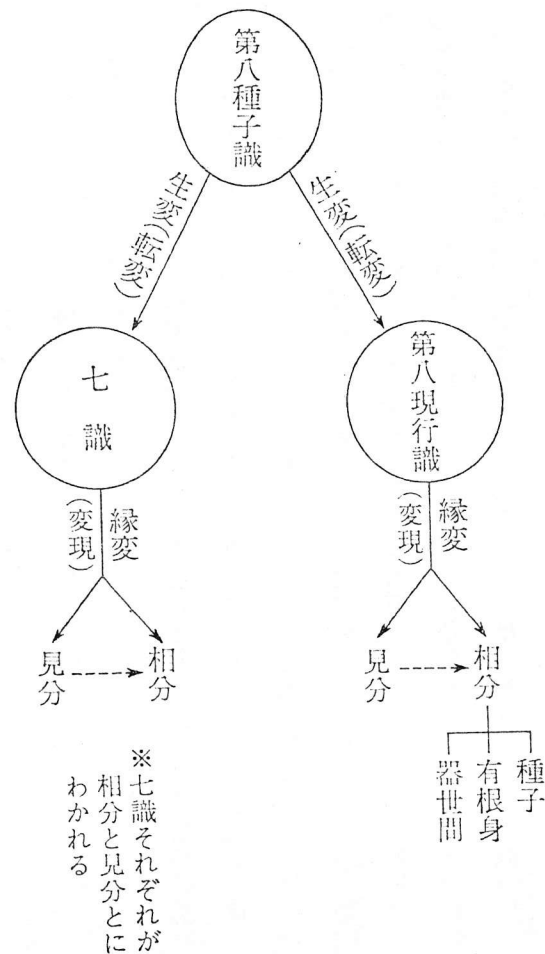 第八種子識
生変(転変)
生変(転変)
第八現行識
七識
縁変
(変現)
縁変
(変現)
相分
見分
相分
見分
種子
有根身
器世間
※七識それぞれが
相分と見分とに
わかれる